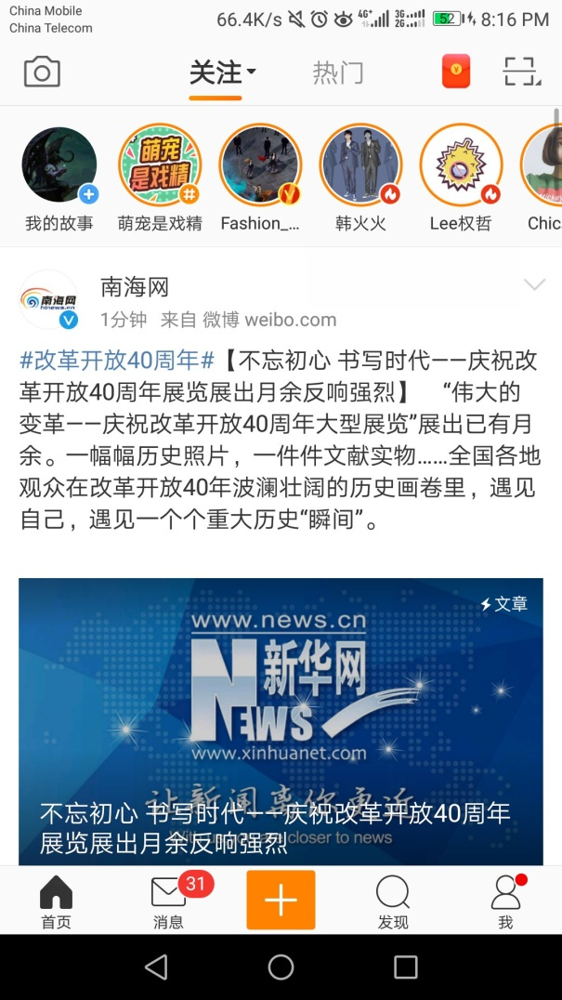 China Mobile
China Telecom
66.4K/s
4G+
3G
2G
52
8:16 PM
关注
热门
萌宠
是戏精
我的故事
萌宠是戏精
Fashion_...
韩火火
Lee权哲
Chic
南海网
hinews.cn
南海网
1分钟 来自 微博 weibo.com
#改革开放40周年#【不忘初心 书写时代——庆祝改
革开放40周年展览展出月余反响强烈】 “伟大的
变革——庆祝改革开放40周年大型展览”展出已有月
余。一幅幅历史照片，一件件文献实物……全国各地
观众在改革开放40年波澜壮阔的历史画卷里，遇见
自己，遇见一个个重大历史“瞬间”。
文章
www.news.cn
新华网
NEWS
www.xinhuanet.com
让新闻离你更近
不忘初心 书写时代——庆祝改革开放40周年
展览展出月余反响强烈
are closer to news
首页
31
消息
发现
我